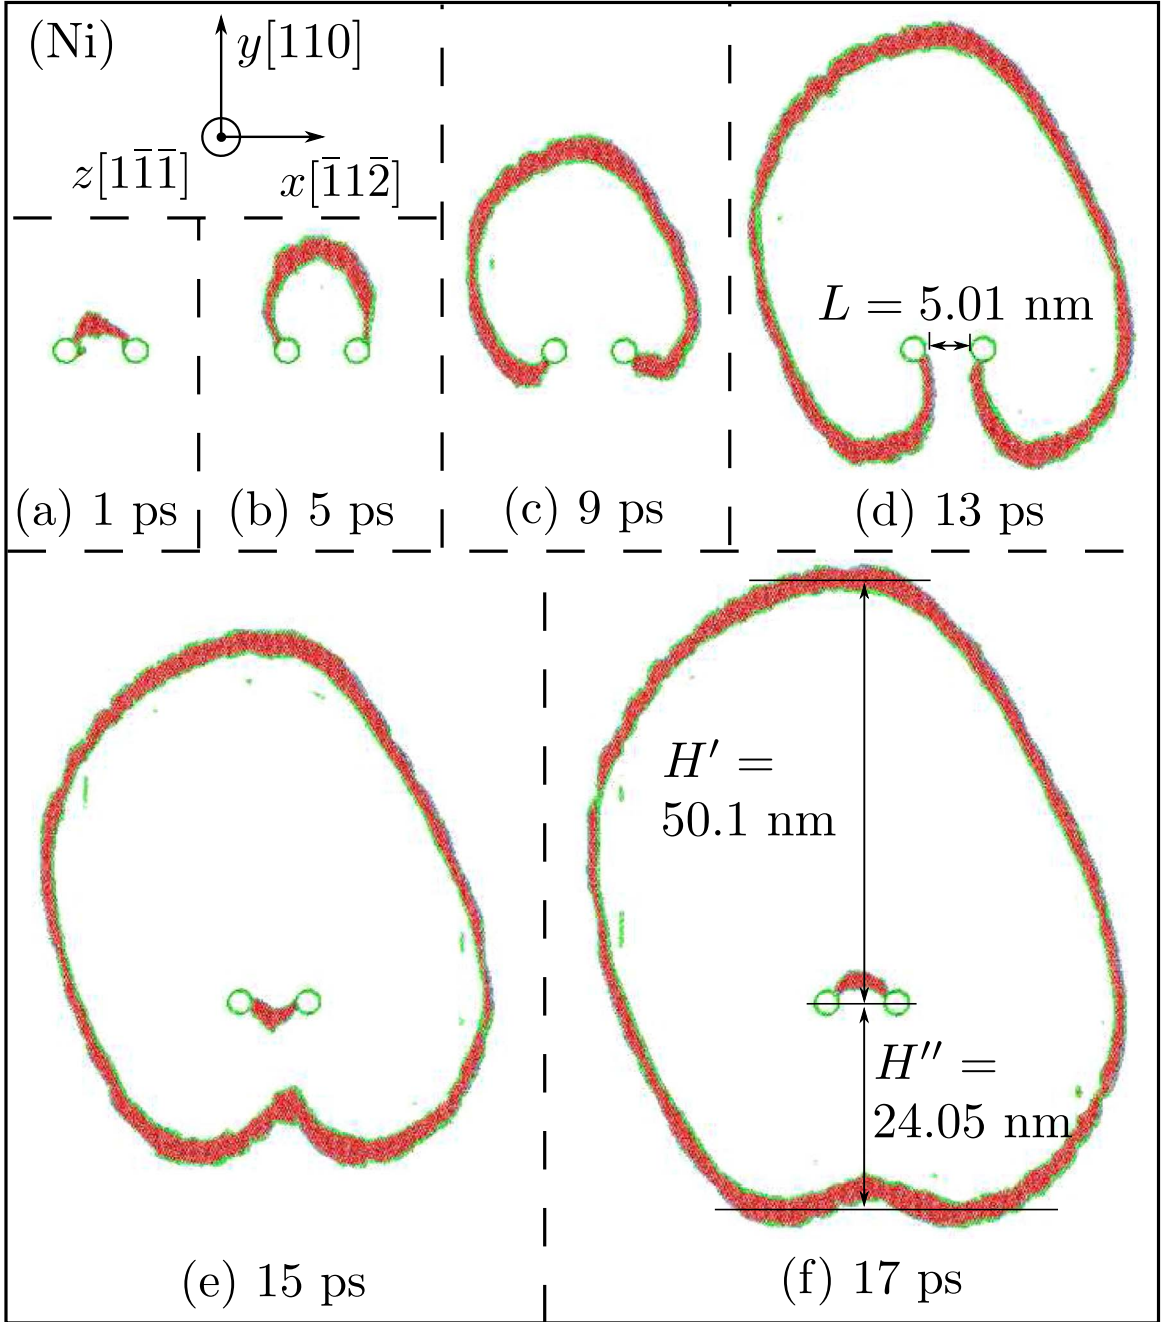 (Ni)
y[110]
z[11̅1̅]
x[1̅12̅]
(a) 1 ps
(b) 5 ps
(c) 9 ps
L = 5.01 nm
(d) 13 ps
(e) 15 ps
H′ =
50.1 nm
H″ =
24.05 nm
(f) 17 ps